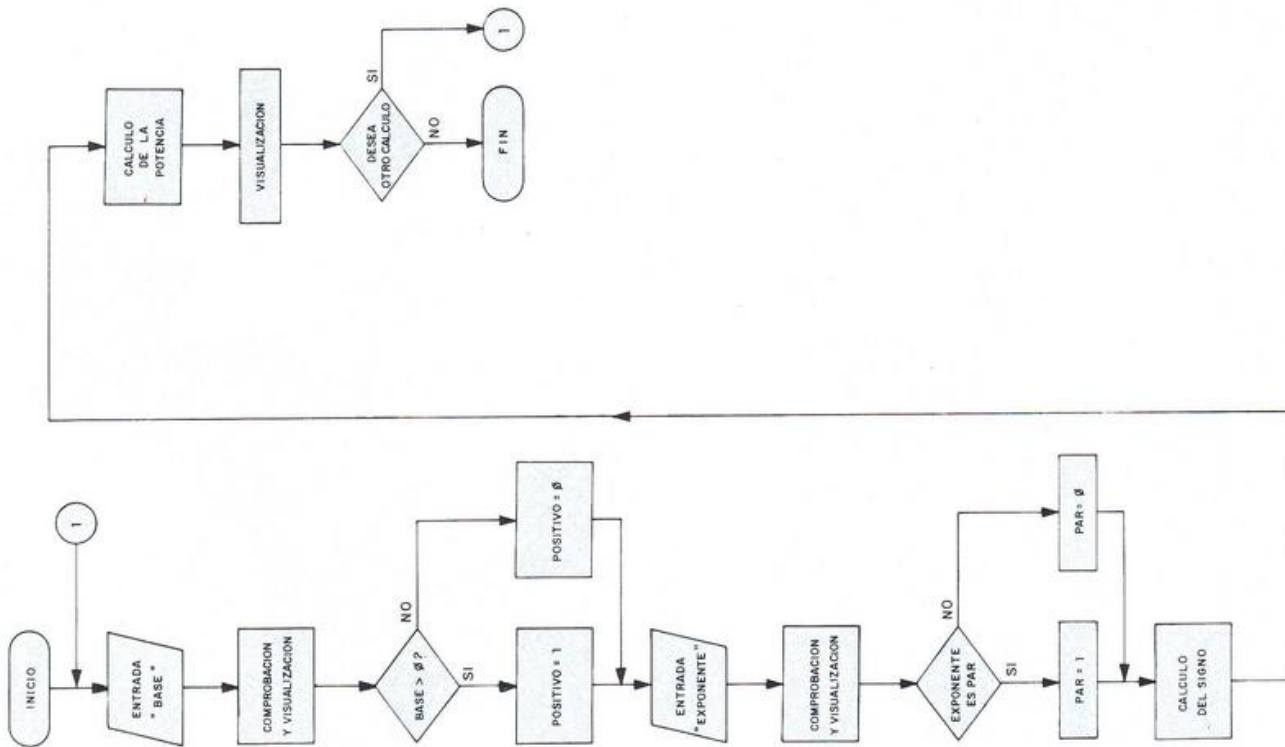 INICIO
1
ENTRADA
" BASE "
COMPROBACION
Y VISUALIZACION
BASE > Ø?
NO
SI
POSITIVO = Ø
POSITIVO = 1
ENTRADA
"EXPONENTE"
COMPROBACION
Y VISUALIZACION
EXPONENTE
ES PAR
NO
SI
PAR = Ø
PAR = 1
CALCULO
DEL SIGNO
CALCULO
DE LA
POTENCIA
VISUALIZACION
DESEA
OTRO CALCULO
SI
1
NO
FIN